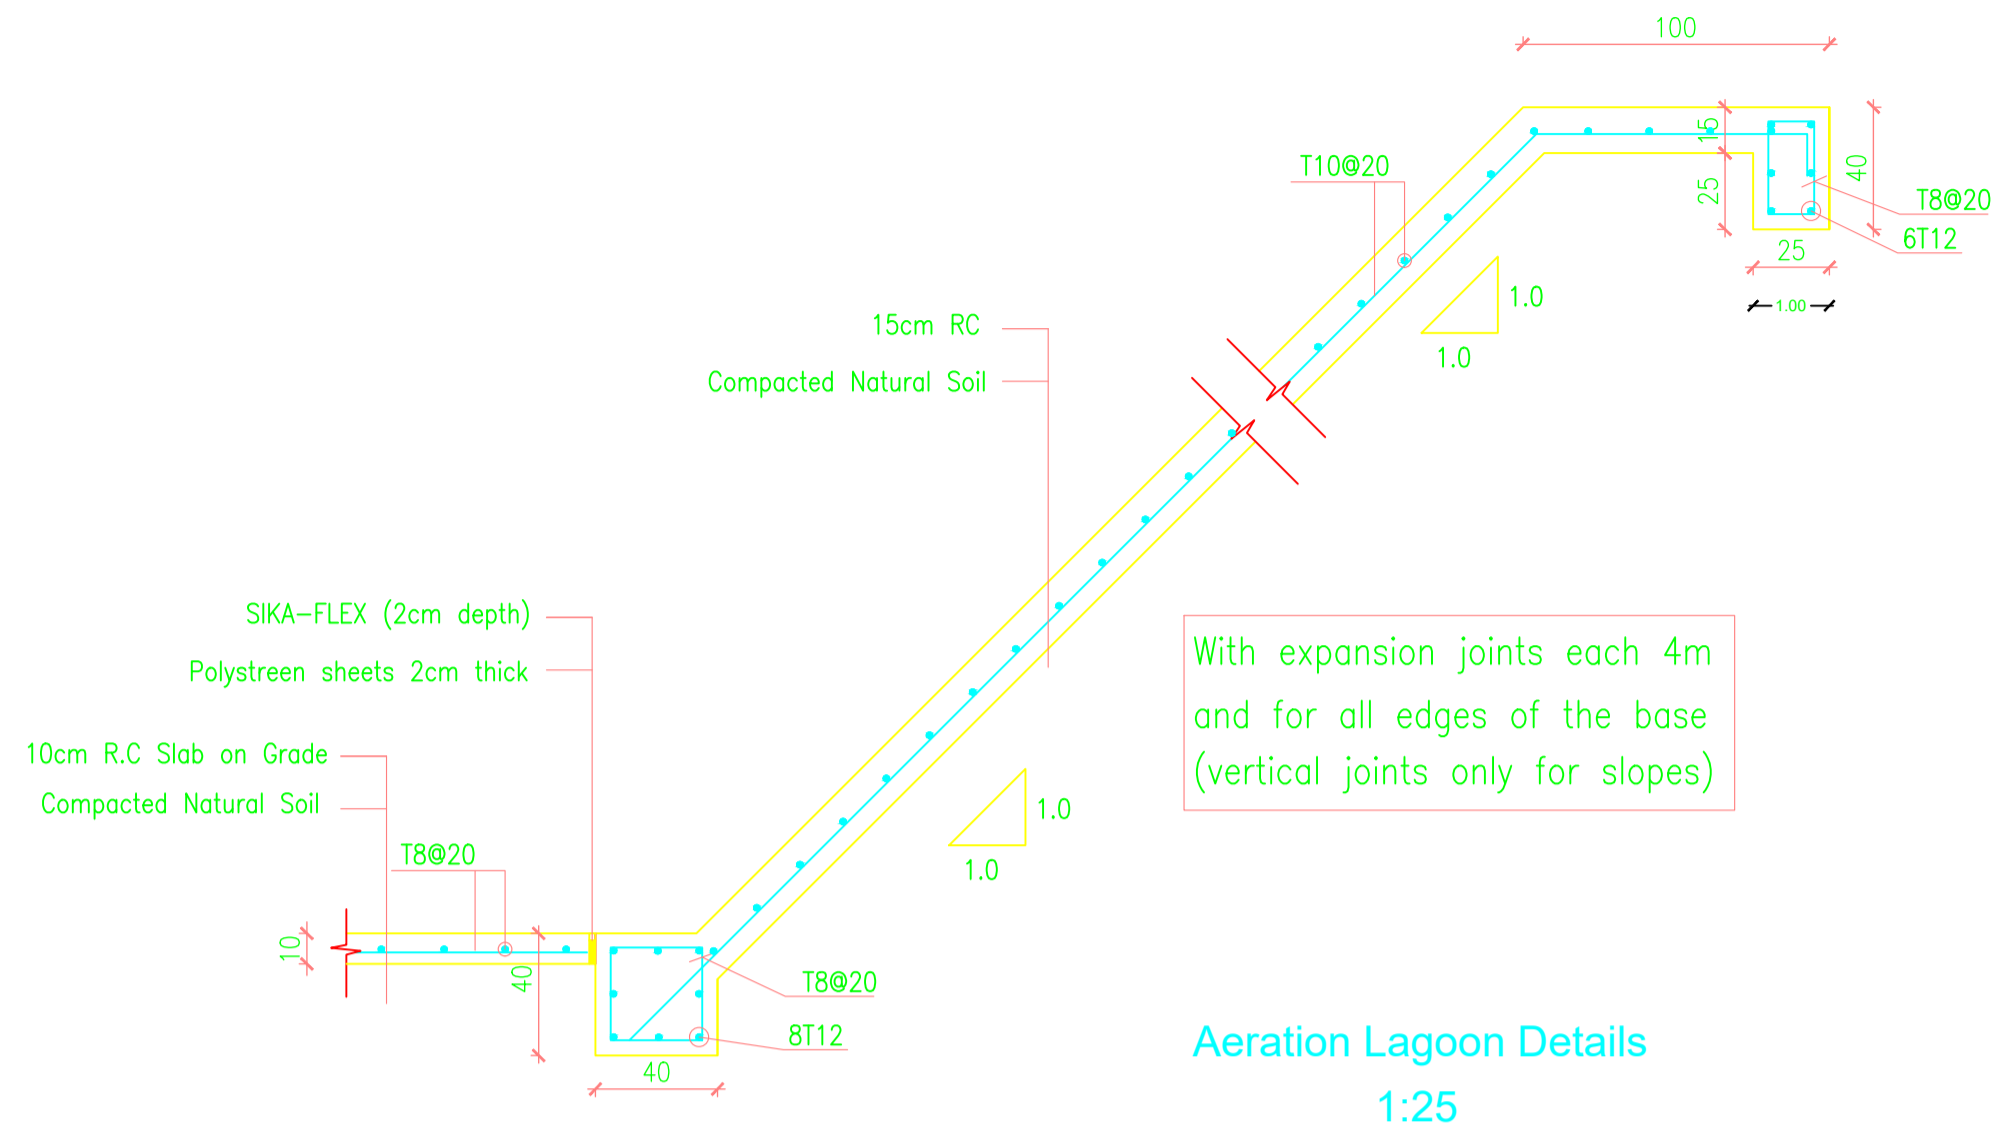 100
15
T10@20
40
25
T8@20
6T12
25
1.0
1.00
15cm RC
1.0
Compacted Natural Soil
SIKA-FLEX (2cm depth)
Polystreen sheets 2cm thick
With expansion joints each 4m
and for all edges of the base
(vertical joints only for slopes)
10cm R.C Slab on Grade
Compacted Natural Soil
1.0
1.0
T8@20
10
40
T8@20
8T12
40
Aeration Lagoon Details
1:25